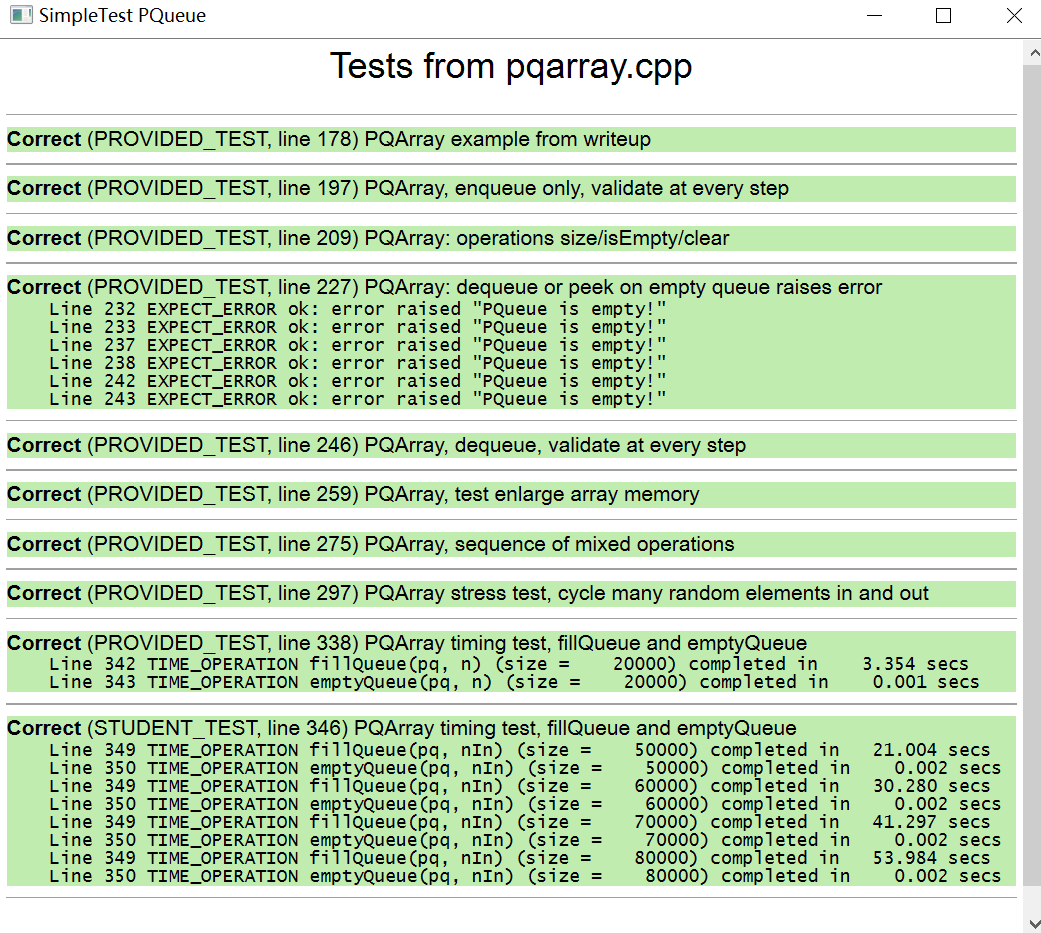 SimpleTest PQueue
Tests from pqarray.cpp
Correct (PROVIDED_TEST, line 178) PQArray example from writeup
Correct (PROVIDED_TEST, line 197) PQArray, enqueue only, validate at every step
Correct (PROVIDED_TEST, line 209) PQArray: operations size/isEmpty/clear
Correct (PROVIDED_TEST, line 227) PQArray: dequeue or peek on empty queue raises error
Line 232 EXPECT_ERROR ok: error raised "PQueue is empty!"
Line 233 EXPECT_ERROR ok: error raised "PQueue is empty!"
Line 237 EXPECT_ERROR ok: error raised "PQueue is empty!"
Line 238 EXPECT_ERROR ok: error raised "PQueue is empty!"
Line 242 EXPECT_ERROR ok: error raised "PQueue is empty!"
Line 243 EXPECT_ERROR ok: error raised "PQueue is empty!"
Correct (PROVIDED_TEST, line 246) PQArray, dequeue, validate at every step
Correct (PROVIDED_TEST, line 259) PQArray, test enlarge array memory
Correct (PROVIDED_TEST, line 275) PQArray, sequence of mixed operations
Correct (PROVIDED_TEST, line 297) PQArray stress test, cycle many random elements in and out
Correct (PROVIDED_TEST, line 338) PQArray timing test, fillQueue and emptyQueue
Line 342 TIME_OPERATION fillQueue(pq, n) (size =    20000) completed in    3.354 secs
Line 343 TIME_OPERATION emptyQueue(pq, n) (size =    20000) completed in    0.001 secs
Correct (STUDENT_TEST, line 346) PQArray timing test, fillQueue and emptyQueue
Line 349 TIME_OPERATION fillQueue(pq, nIn) (size =    50000) completed in   21.004 secs
Line 350 TIME_OPERATION emptyQueue(pq, nIn) (size =    50000) completed in    0.002 secs
Line 349 TIME_OPERATION fillQueue(pq, nIn) (size =    60000) completed in   30.280 secs
Line 350 TIME_OPERATION emptyQueue(pq, nIn) (size =    60000) completed in    0.002 secs
Line 349 TIME_OPERATION fillQueue(pq, nIn) (size =    70000) completed in   41.297 secs
Line 350 TIME_OPERATION emptyQueue(pq, nIn) (size =    70000) completed in    0.002 secs
Line 349 TIME_OPERATION fillQueue(pq, nIn) (size =    80000) completed in   53.984 secs
Line 350 TIME_OPERATION emptyQueue(pq, nIn) (size =    80000) completed in    0.002 secs